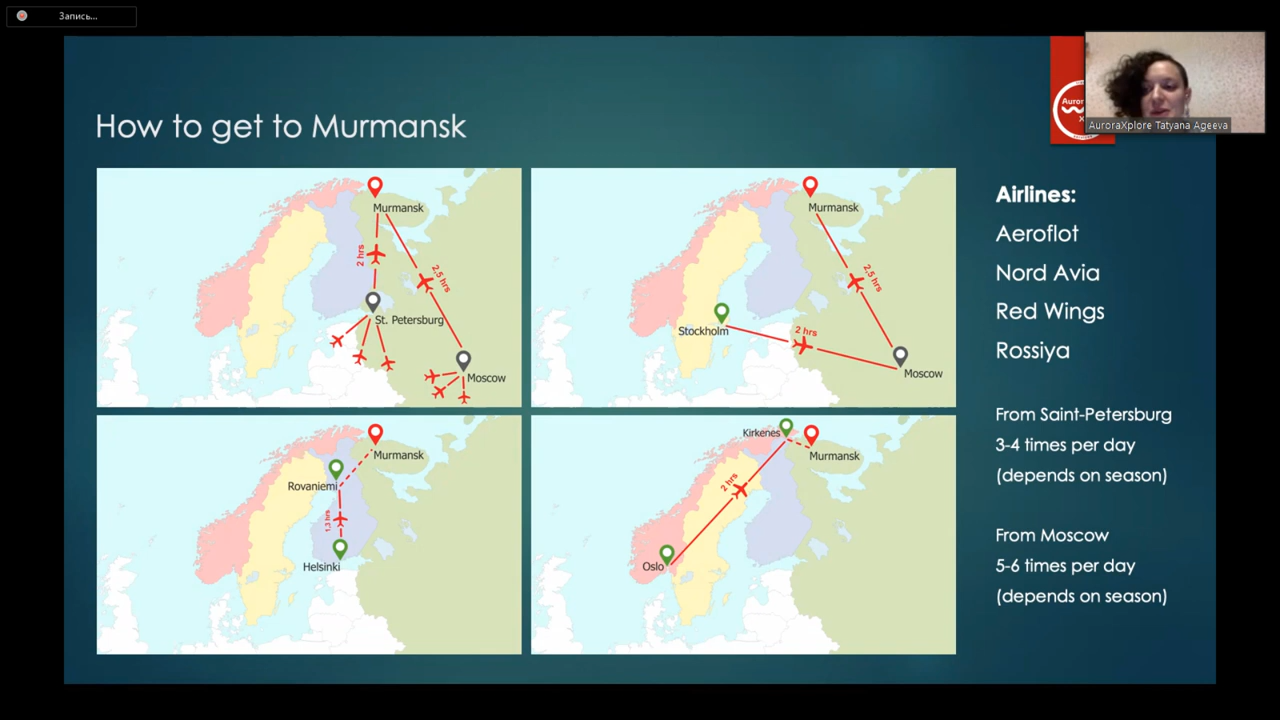 Запись...
How to get to Murmansk
Auror
X
AuroraXplore Tatyana Ageeva
Murmansk
2 hrs
2,5 hrs
St. Petersburg
Moscow
Murmansk
2,5 hrs
Stockholm
2 hrs
Moscow
Murmansk
Rovaniemi
1,3 hrs
Helsinki
Kirkenes
Murmansk
2 hrs
Oslo
Airlines:
Aeroflot
Nord Avia
Red Wings
Rossiya
From Saint-Petersburg
3-4 times per day
(depends on season)
From Moscow
5-6 times per day
(depends on season)